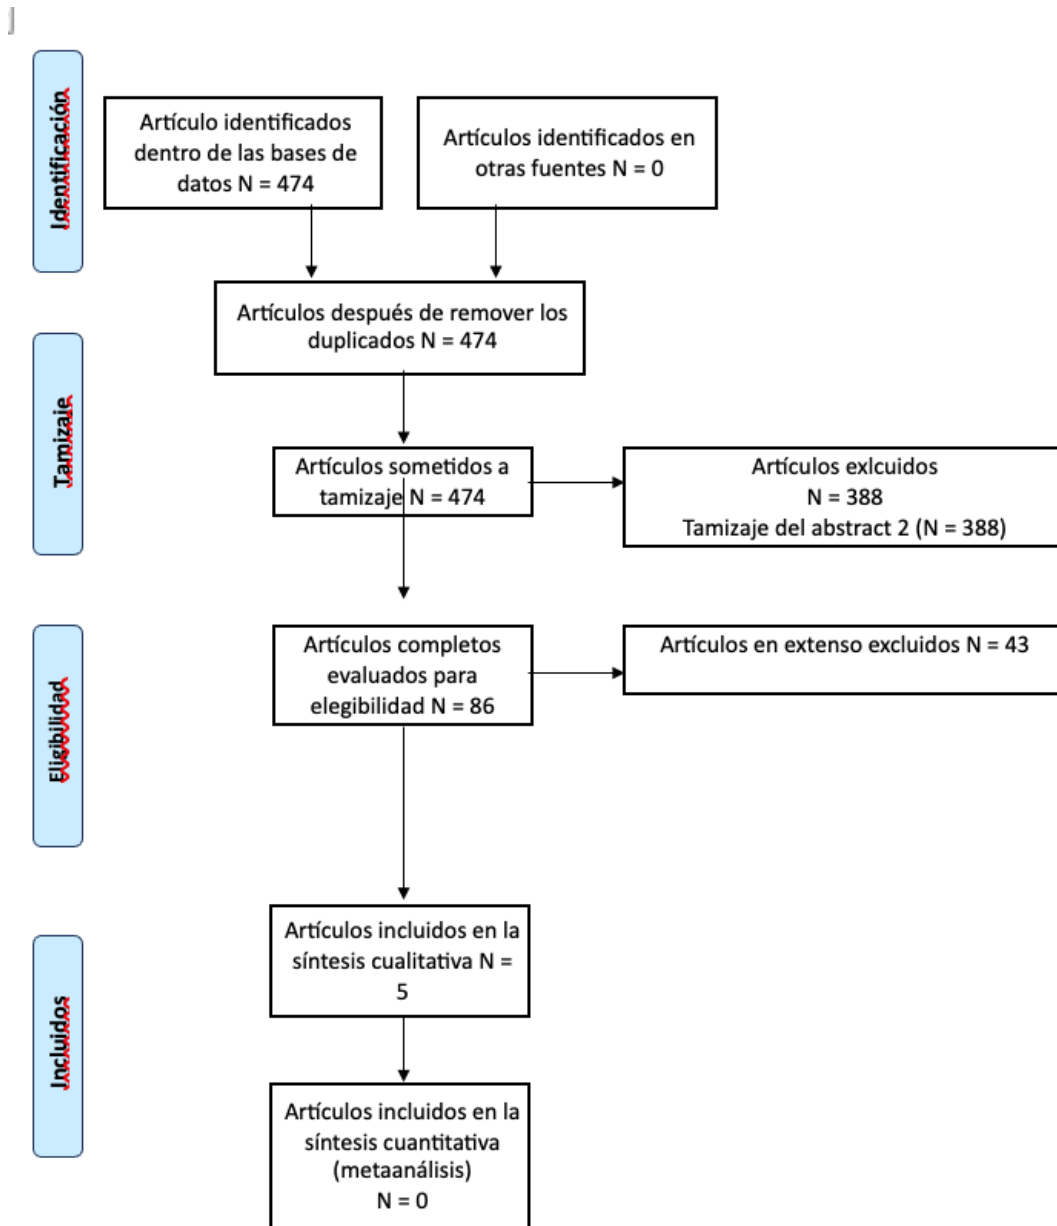 Identificación
Artículo identificados
dentro de las bases de
datos N = 474
Artículos identificados en
otras fuentes N = 0
Artículos después de remover los
duplicados N = 474
Tamizaje
Artículos sometidos a
tamizaje N = 474
Artículos exlcuidos
N = 388
Tamizaje del abstract 2 (N = 388)
Eligibilidad
Artículos completos
evaluados para
elegibilidad N = 86
Artículos en extenso excluidos N = 43
Incluidos
Artículos incluidos en la
síntesis cualitativa N =
5
Artículos incluidos en la
síntesis cuantitativa
(metaanálisis)
N = 0